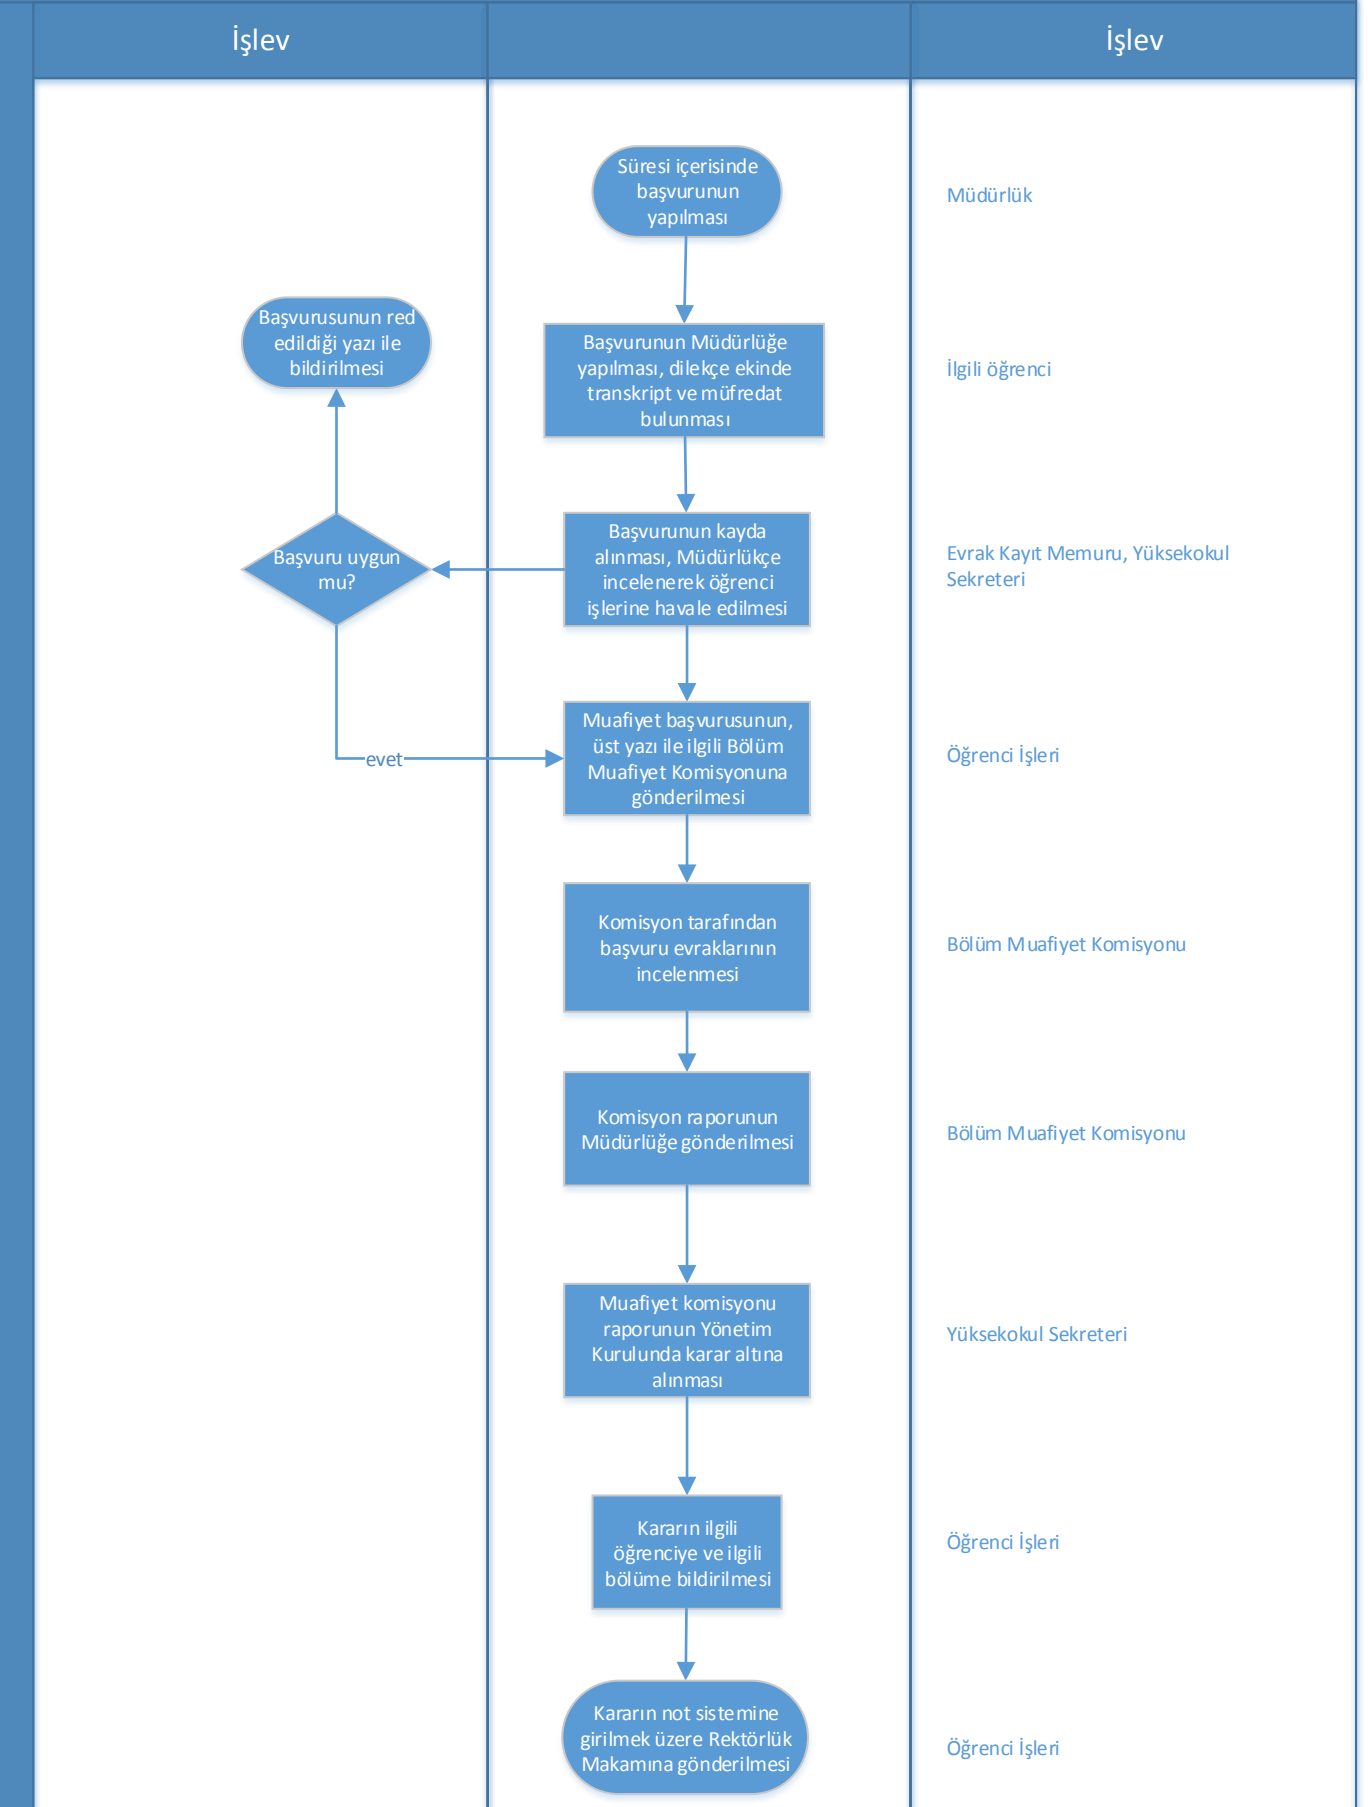 İşlev
İşlev
Süresi içerisinde
başvurunun
yapılması
Müdürlük
Başvurusunun red
edildiği yazı ile
bildirilmesi
Başvurunun Müdürlüğe
yapılması, dilekçe ekinde
transkript ve müfredat
bulunması
İlgili öğrenci
Başvuru uygun
mu?
Başvurunun kayda
alınması, Müdürlükçe
incelenerek öğrenci
işlerine havale edilmesi
Evrak Kayıt Memuru, Yüksekokul
Sekreteri
evet
Muafiyet başvurusunun,
üst yazı ile ilgili Bölüm
Muafiyet Komisyonuna
gönderilmesi
Öğrenci İşleri
Komisyon tarafından
başvuru evraklarının
incelenmesi
Bölüm Muafiyet Komisyonu
Komisyon raporunun
Müdürlüğe gönderilmesi
Bölüm Muafiyet Komisyonu
Muafiyet komisyonu
raporunun Yönetim
Kurulunda karar altına
alınması
Yüksekokul Sekreteri
Kararın ilgili
öğrenciye ve ilgili
bölüme bildirilmesi
Öğrenci İşleri
Kararın not sistemine
girilmek üzere Rektörlük
Makamına gönderilmesi
Öğrenci İşleri